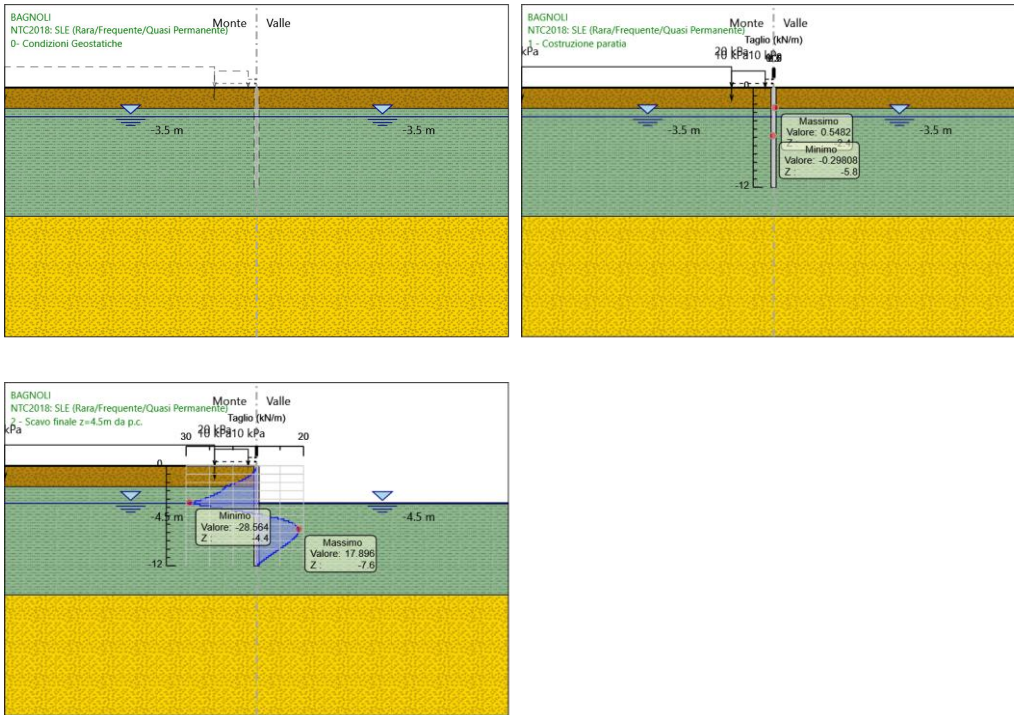 BAGNOLI
NTC2018: SLE (Rara/Frequente/Quasi Permanente)
0- Condizioni Geostatiche
Monte Valle
-3.5 m
-3.5 m
BAGNOLI
NTC2018: SLE (Rara/Frequente/Quasi Permanente)
1 - Costruzione paratia
Monte Valle
Taglio (kN/m)
kPa
20 kPa
10 kPa
10 kPa
0
-3.5 m
-3.5 m
Massimo
Valore: 0.5482
Z : -2.4
Minimo
Valore: -0.29808
Z : -5.8
-12
BAGNOLI
NTC2018: SLE (Rara/Frequente/Quasi Permanente)
2 - Scavo finale z=4.5m da p.c.
Monte Valle
Taglio (kN/m)
kPa
20 kPa
10 kPa
10 kPa
30
20
0
-4.5 m
-4.5 m
Minimo
Valore: -28.564
Z : -4.4
Massimo
Valore: 17.896
Z : -7.6
-12